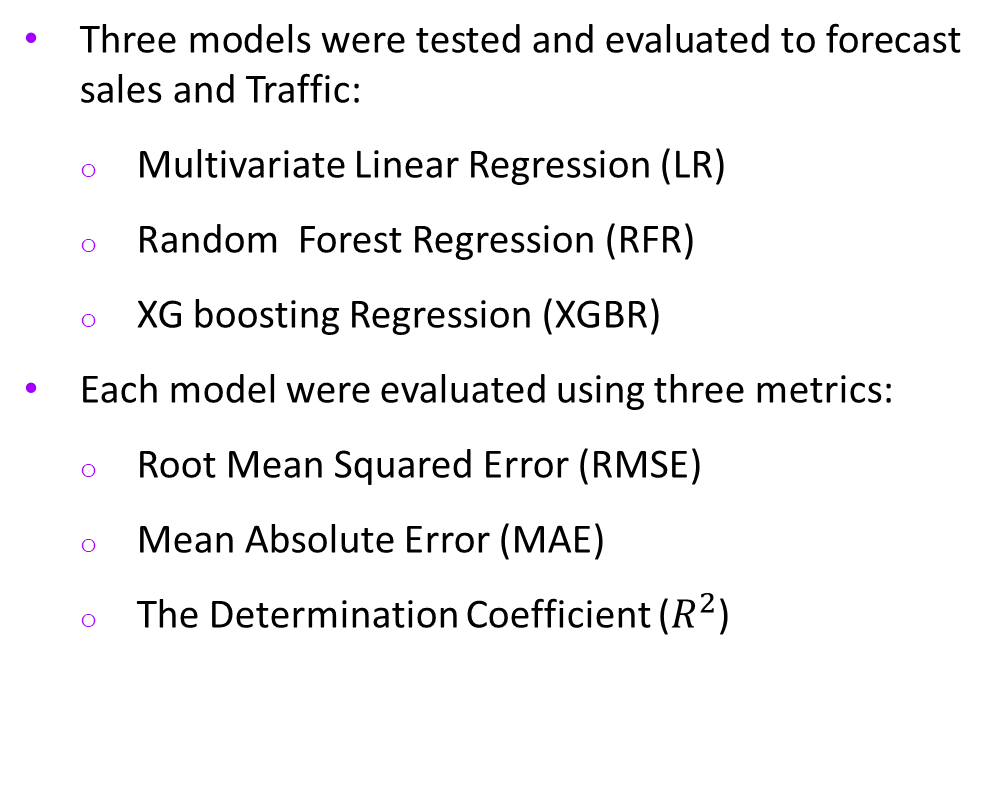 • Three models were tested and evaluated to forecast
sales and Traffic:
○ Multivariate Linear Regression (LR)
○ Random  Forest Regression (RFR)
○ XG boosting Regression (XGBR)
• Each model were evaluated using three metrics:
○ Root Mean Squared Error (RMSE)
○ Mean Absolute Error (MAE)
○ The Determination Coefficient (R²)